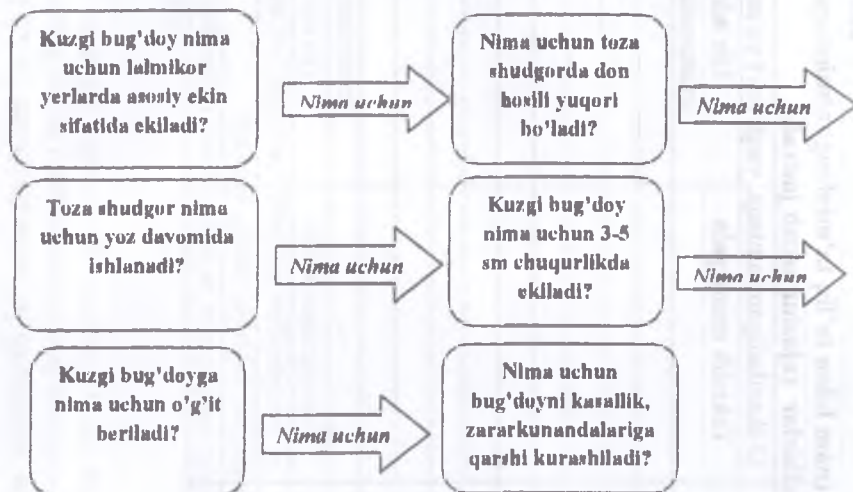 Kuzgi bug'doy nima
uchun lalmikor
yerlarda asosiy ekin
sifatida ekiladi?
Nima uchun
Nima uchun toza
shudgorda don
hosili yuqori
bo'ladi?
Nima uchun
Toza shudgor nima
uchun yoz davomida
ishlanadi?
Nima uchun
Kuzgi bug'doy
nima uchun 3-5
sm chuqurlikda
ekiladi?
Nima uchun
Kuzgi bug'doyga
nima uchun o'g'it
beriladi?
Nima uchun
Nima uchun
bug'doyni kasallik,
zararkunandalariga
qarshi kurashiladi?